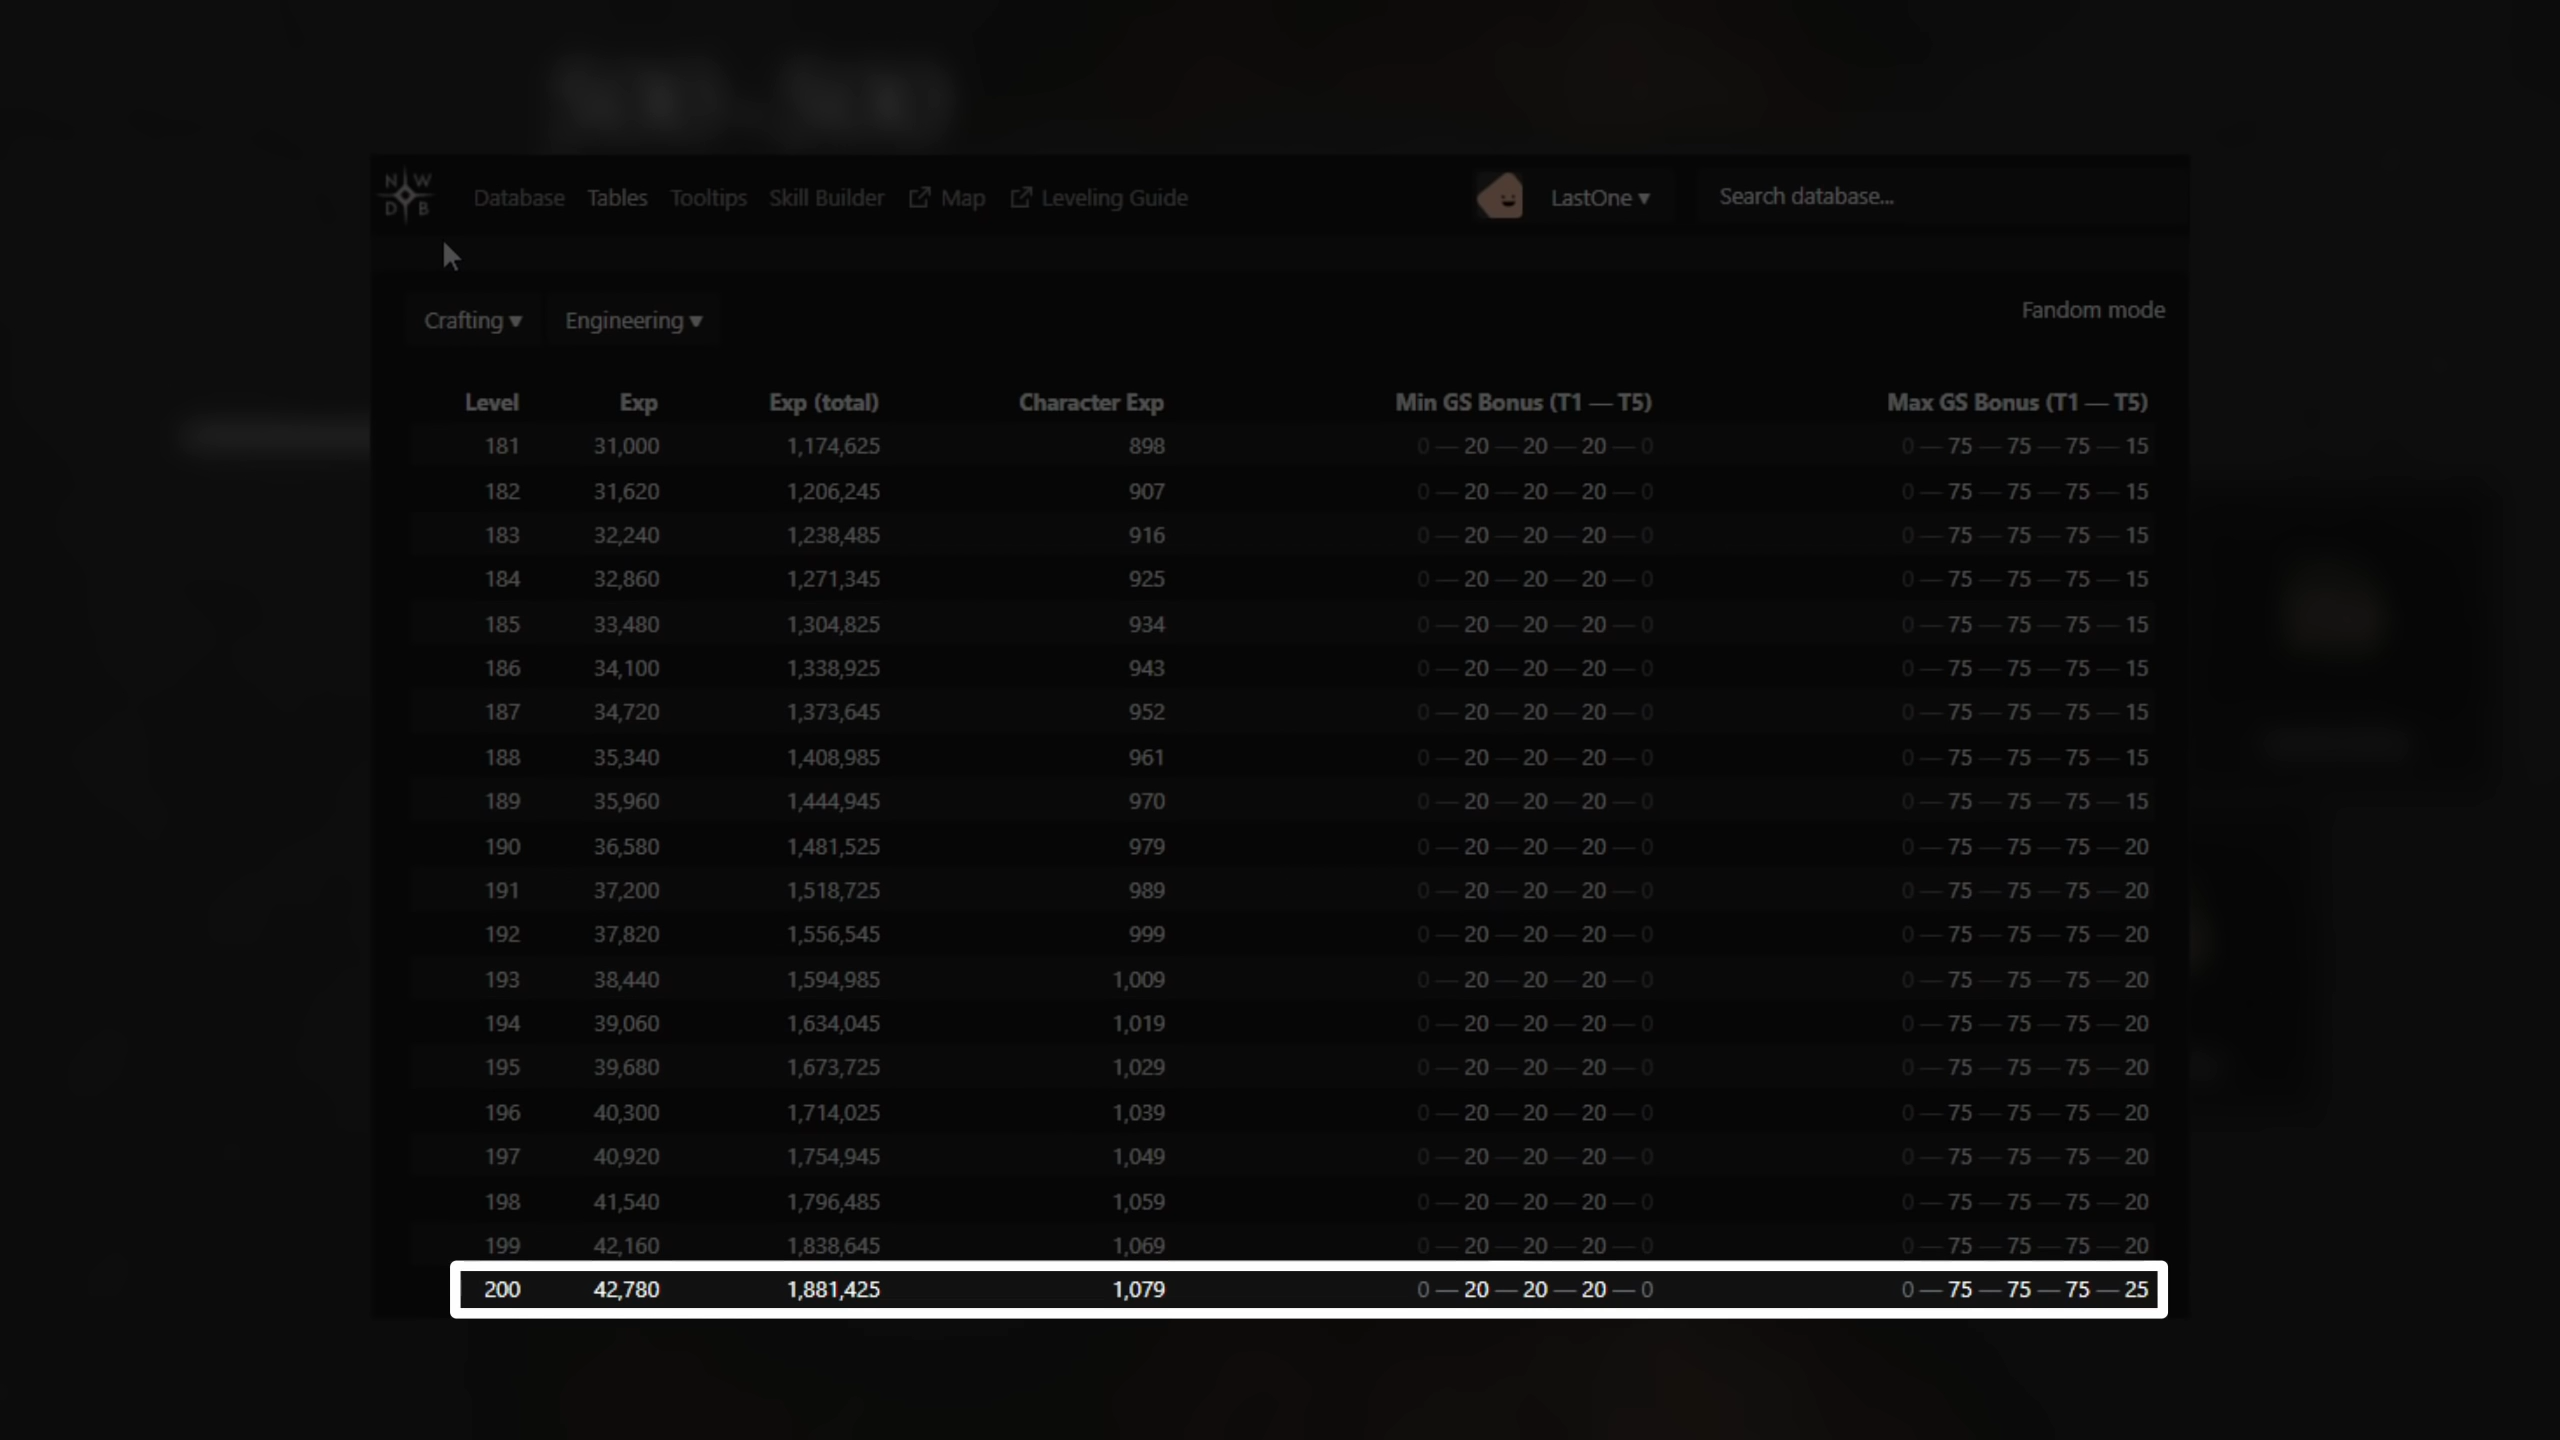 N W
D B
Database Tables Tooltips Skill Builder Map Leveling Guide LastOne ▾ Search database...
Crafting ▾ Engineering ▾ Fandom mode
Level Exp Exp (total) Character Exp Min GS Bonus (T1 — T5) Max GS Bonus (T1 — T5)
181 31,000 1,174,625 898 0 — 20 — 20 — 20 — 0 0 — 75 — 75 — 75 — 15
182 31,620 1,206,245 907 0 — 20 — 20 — 20 — 0 0 — 75 — 75 — 75 — 15
183 32,240 1,238,485 916 0 — 20 — 20 — 20 — 0 0 — 75 — 75 — 75 — 15
184 32,860 1,271,345 925 0 — 20 — 20 — 20 — 0 0 — 75 — 75 — 75 — 15
185 33,480 1,304,825 934 0 — 20 — 20 — 20 — 0 0 — 75 — 75 — 75 — 15
186 34,100 1,338,925 943 0 — 20 — 20 — 20 — 0 0 — 75 — 75 — 75 — 15
187 34,720 1,373,645 952 0 — 20 — 20 — 20 — 0 0 — 75 — 75 — 75 — 15
188 35,340 1,408,985 961 0 — 20 — 20 — 20 — 0 0 — 75 — 75 — 75 — 15
189 35,960 1,444,945 970 0 — 20 — 20 — 20 — 0 0 — 75 — 75 — 75 — 15
190 36,580 1,481,525 979 0 — 20 — 20 — 20 — 0 0 — 75 — 75 — 75 — 20
191 37,200 1,518,725 989 0 — 20 — 20 — 20 — 0 0 — 75 — 75 — 75 — 20
192 37,820 1,556,545 999 0 — 20 — 20 — 20 — 0 0 — 75 — 75 — 75 — 20
193 38,440 1,594,985 1,009 0 — 20 — 20 — 20 — 0 0 — 75 — 75 — 75 — 20
194 39,060 1,634,045 1,019 0 — 20 — 20 — 20 — 0 0 — 75 — 75 — 75 — 20
195 39,680 1,673,725 1,029 0 — 20 — 20 — 20 — 0 0 — 75 — 75 — 75 — 20
196 40,300 1,714,025 1,039 0 — 20 — 20 — 20 — 0 0 — 75 — 75 — 75 — 20
197 40,920 1,754,945 1,049 0 — 20 — 20 — 20 — 0 0 — 75 — 75 — 75 — 20
198 41,540 1,796,485 1,059 0 — 20 — 20 — 20 — 0 0 — 75 — 75 — 75 — 20
199 42,160 1,838,645 1,069 0 — 20 — 20 — 20 — 0 0 — 75 — 75 — 75 — 20
200 42,780 1,881,425 1,079 0 — 20 — 20 — 20 — 0 0 — 75 — 75 — 75 — 25